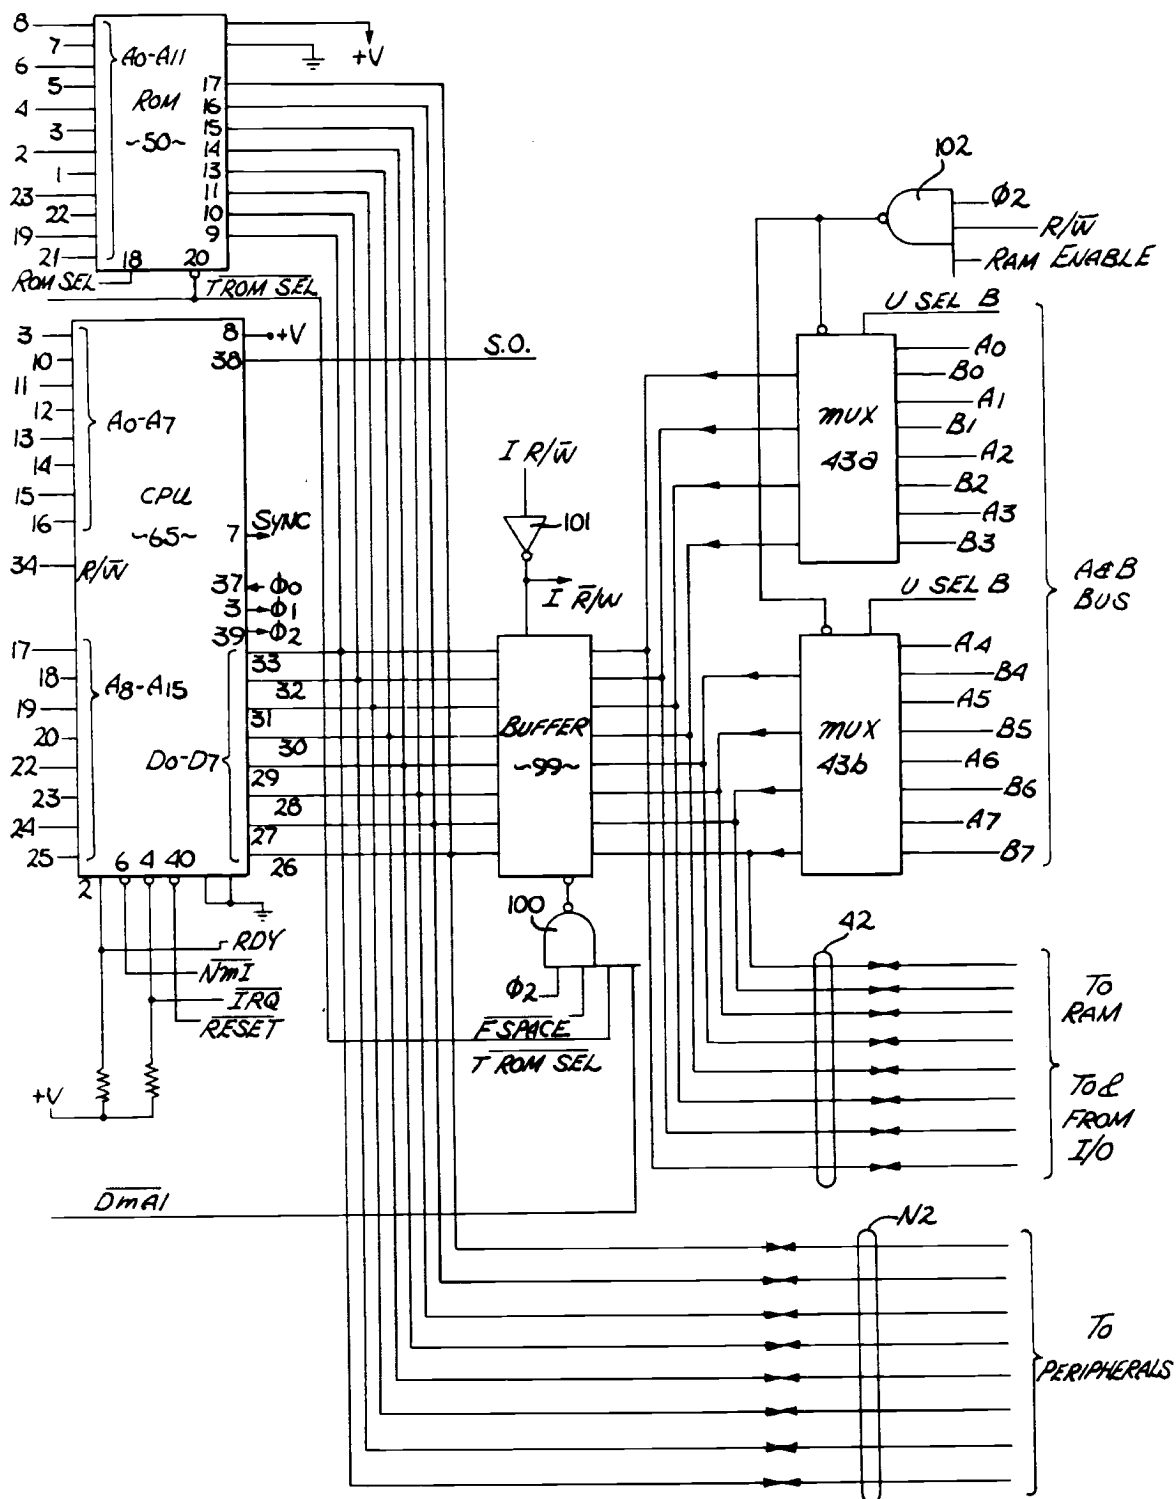 8
7
6
5
4
3
2
1
23
22
19
21
A0-A11
ROM
~50~
17
16
15
14
13
11
10
9
+V
18
20
ROM SEL
TROM SEL
102
Φ2
R/W
RAM ENABLE
3
10
11
12
13
14
15
16
34
A0-A7
CPU
~65~
R/W
8
+V
38
S.O.
7
SYNC
37
Φ0
3
Φ1
39
Φ2
17
18
19
20
22
23
24
25
A8-A15
D0-D7
33
32
31
30
29
28
27
26
2
6
4
40
RDY
NMI
IRQ
RESET
+V
I R/W
101
I R/W
BUFFER
~99~
100
Φ2
F SPACE
T ROM SEL
DMA1
U SEL B
MUX
43a
A0
B0
A1
B1
A2
B2
A3
B3
U SEL B
MUX
43b
A4
B4
A5
B5
A6
B6
A7
B7
A&B
BUS
42
TO
RAM
TO &
FROM
I/O
N2
TO
PERIPHERALS